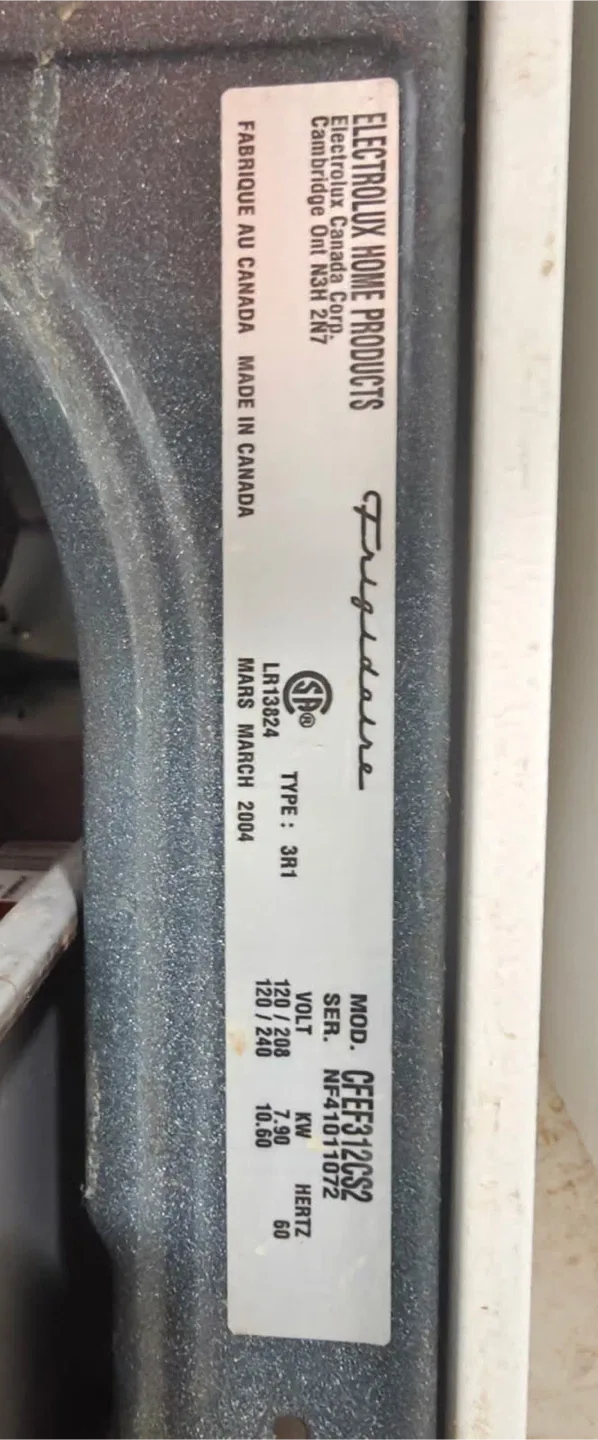 ELECTROLUX HOME PRODUCTS
Electrolux Canada Corp.
Cambridge Ont N3H 2N7
FABRIQUE AU CANADA MADE IN CANADA
Frigidaire
SA®
LR13824
MARS MARCH 2004
TYPE : 3R1
MOD. CFEF312CS2
SER. NF41011072
VOLT KW HERTZ
120 / 208 7.90 60
120 / 240 10.60